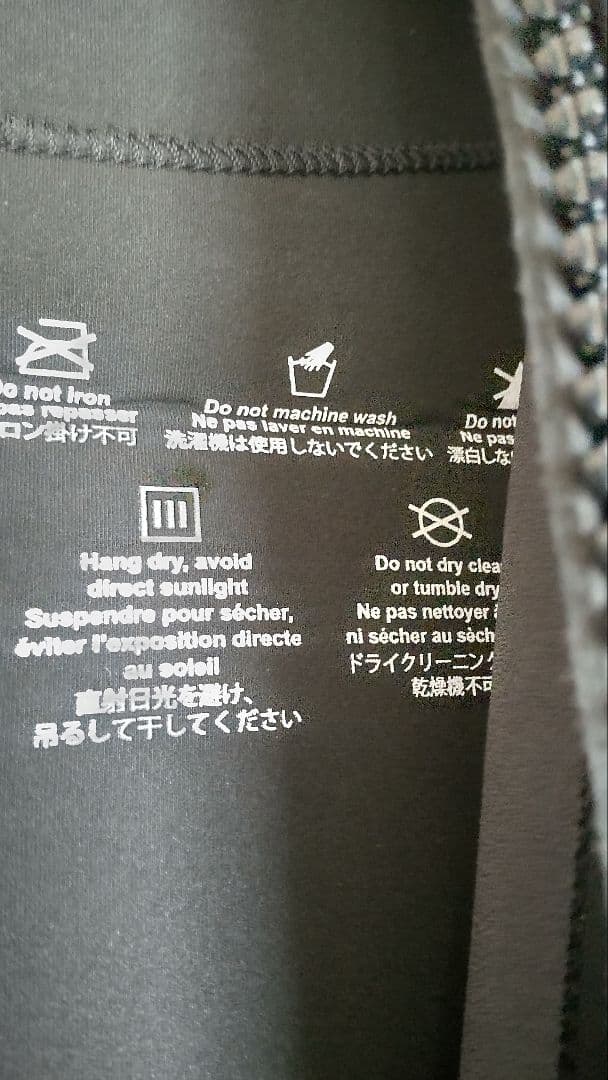 Do not iron
pas repasser
ロン掛け不可
Do not machine wash
Ne pas laver en machine
洗濯機は使用しないでください
Do not
Ne pas
漂白しな
Hang dry, avoid
direct sunlight
Suspendre pour sécher,
éviter l'exposition directe
au soleil
直射日光を避け、
吊るして干してください
Do not dry clea
or tumble dry
Ne pas nettoyer
ni sécher au sèch
ドライクリーニン
乾燥機不可